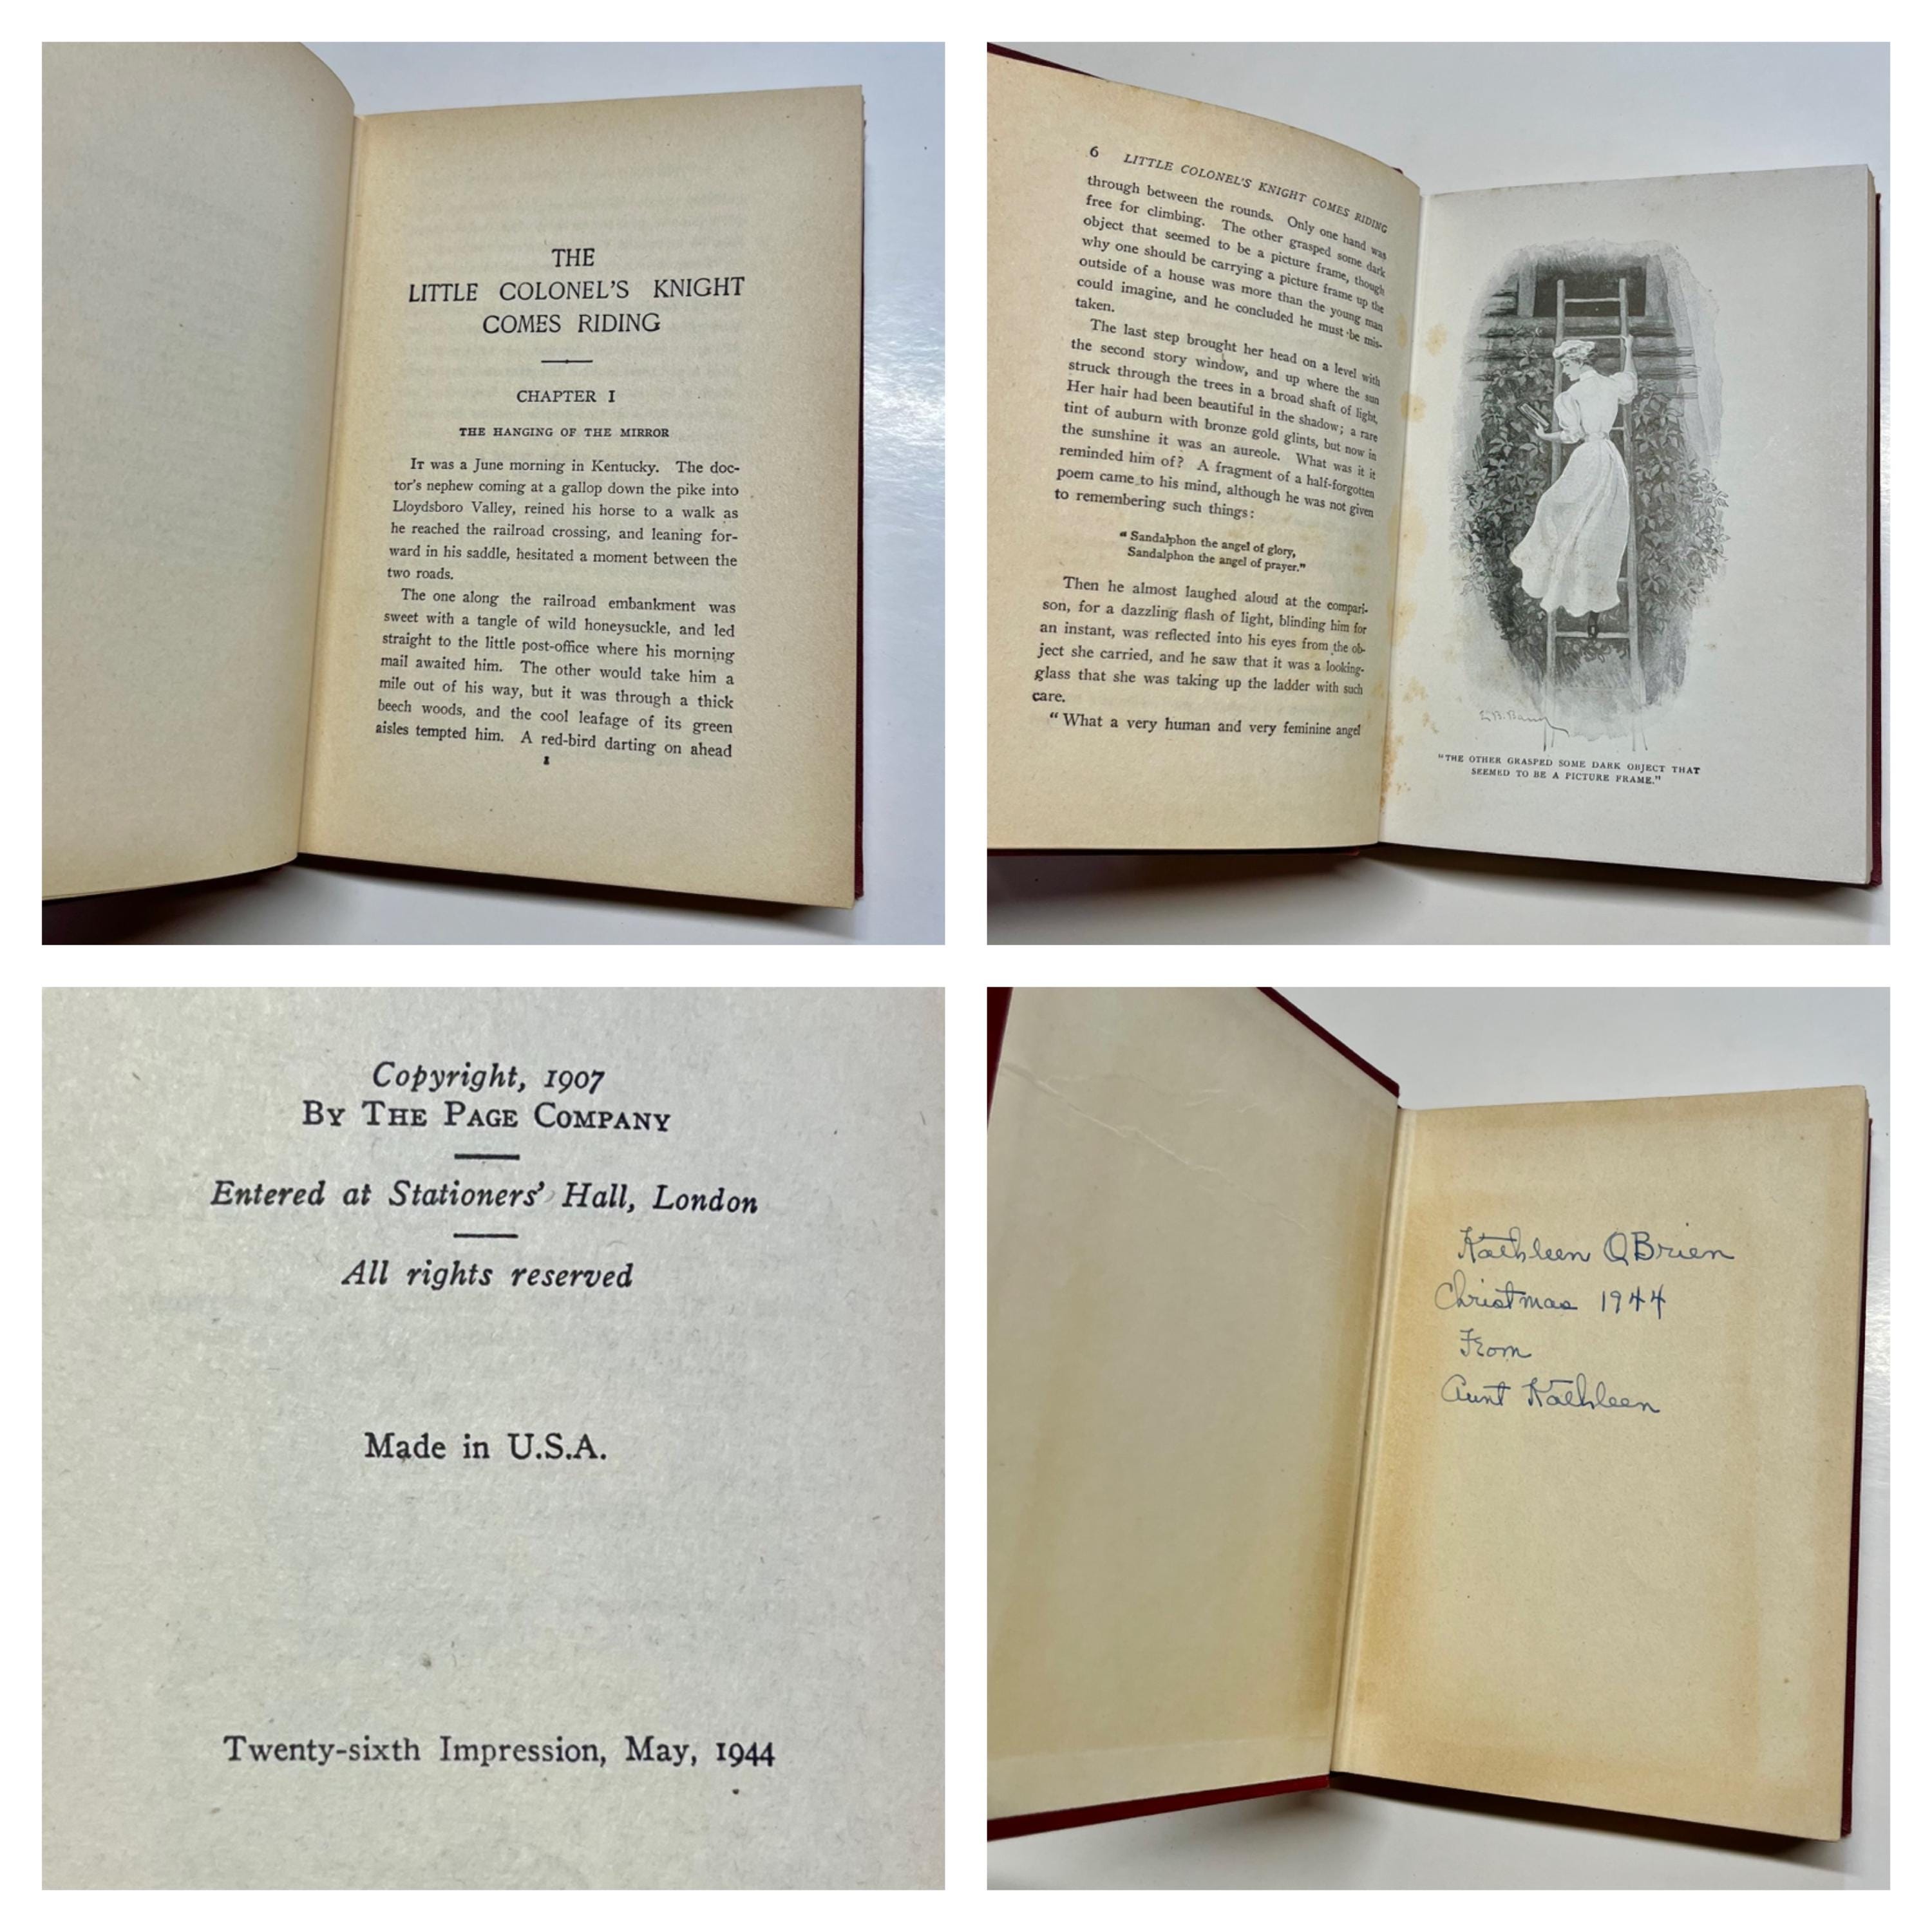 THE
LITTLE COLONEL'S KNIGHT
COMES RIDING
CHAPTER I
THE HANGING OF THE MIRROR
IT was a June morning in Kentucky. The doc-
tor's nephew coming at a gallop down the pike into
Lloydsboro Valley, reined his horse to a walk as
he reached the railroad crossing, and leaning for-
ward in his saddle, hesitated a moment between the
two roads.
The one along the railroad embankment was
sweet with a tangle of wild honeysuckle, and led
straight to the little post-office where his morning
mail awaited him. The other would take him a
mile out of his way, but it was through a thick
beech woods, and the cool leafage of its green
aisles tempted him. A red-bird darting on ahead
1
6 LITTLE COLONEL'S KNIGHT COMES RIDING
through between the rounds. Only one hand was
free for climbing. The other grasped some dark
object that seemed to be a picture frame, though
why one should be carrying a picture frame up the
outside of a house was more than the young man
could imagine, and he concluded he must be mis-
taken.
The last step brought her head on a level with
the second story window, and up where the sun
struck through the trees in a broad shaft of light,
Her hair had been beautiful in the shadow; a rare
tint of auburn with bronze gold glints, but now in
the sunshine it was an aureole. What was it it
reminded him of? A fragment of a half-forgotten
poem came to his mind, although he was not given
to remembering such things:
"Sandalphon the angel of glory,
Sandalphon the angel of prayer."
Then he almost laughed aloud at the compari-
son, for a dazzling flash of light, blinding him for
an instant, was reflected into his eyes from the ob-
ject she carried, and he saw that it was a looking-
glass that she was taking up the ladder with such
care.
"What a very human and very feminine angel
"THE OTHER GRASPED SOME DARK OBJECT THAT
SEEMED TO BE A PICTURE FRAME."
Copyright, 1907
BY THE PAGE COMPANY
Entered at Stationers' Hall, London
All rights reserved
Made in U.S.A.
Twenty-sixth Impression, May, 1944
Kathleen O'Brien
Christmas 1944
From
Aunt Kathleen